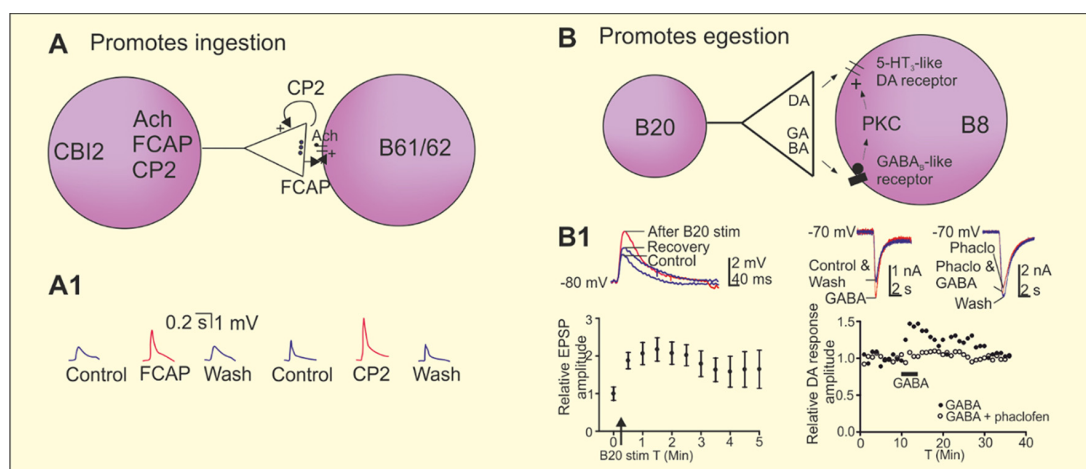 A Promotes ingestion
CBI2
Ach
FCAP
CP2
CP2
Ach
FCAP
B61/62
+
+
A1
0.2 s 1 mV
Control FCAP Wash Control CP2 Wash
B Promotes egestion
B20
DA
GA
BA
5-HT₃-like
DA receptor
+
PKC
B8
GABA_B-like
receptor
B1
After B20 stim
Recovery
Control
-80 mV
2 mV
40 ms
-70 mV
Control &
Wash
GABA
1 nA
2 s
-70 mV
Phaclo
Phaclo &
GABA
Wash
2 nA
2 s
Relative EPSP
amplitude
3
2
1
0 1 2 3 4 5
B20 stim T (Min)
Relative DA response
amplitude
1.5
1.0
0.5
0.0
GABA
GABA
GABA + phaclofen
0 10 20 30 40
T (Min)